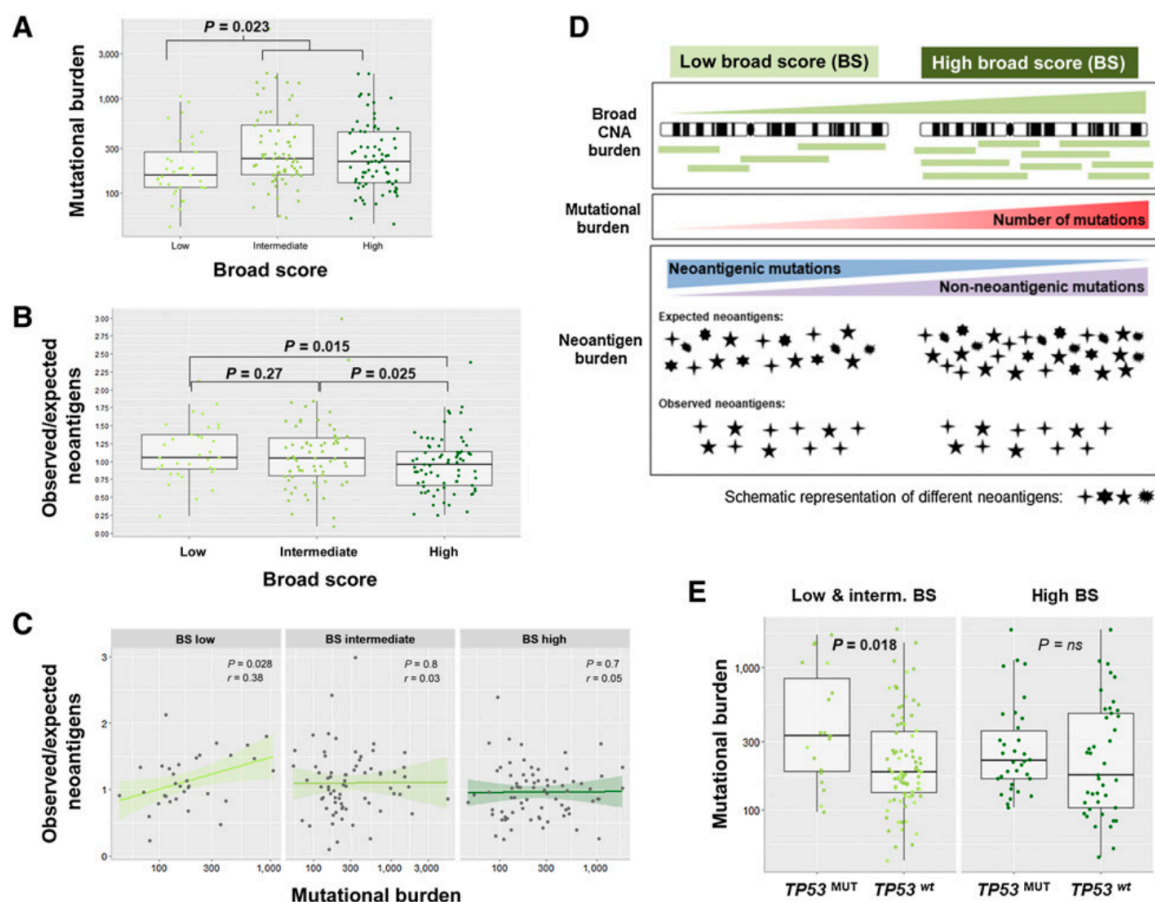 A
P = 0.023
3,000
1,000
300
100
Mutational burden
Low
Intermediate
High
Broad score
B
3.00
2.75
2.50
2.25
2.00
1.75
1.50
1.25
1.00
0.75
0.50
0.25
0.00
P = 0.015
P = 0.27
P = 0.025
Observed/expected
neoantigens
Low
Intermediate
High
Broad score
C
BS low
BS intermediate
BS high
P = 0.028
r = 0.38
P = 0.8
r = 0.03
P = 0.7
r = 0.05
Observed/expected
neoantigens
3
2
1
0
100
300
1,000
100
300
1,000
3,000
100
300
1,000
Mutational burden
D
Low broad score (BS)
High broad score (BS)
Broad
CNA
burden
Mutational
burden
Number of mutations
Neoantigenic mutations
Non-neoantigenic mutations
Neoantigen
burden
Expected neoantigens:
Observed neoantigens:
Schematic representation of different neoantigens:
E
Low & interm. BS
High BS
P = 0.018
P = ns
Mutational burden
1,000
300
100
TP53 MUT
TP53 wt
TP53 MUT
TP53 wt